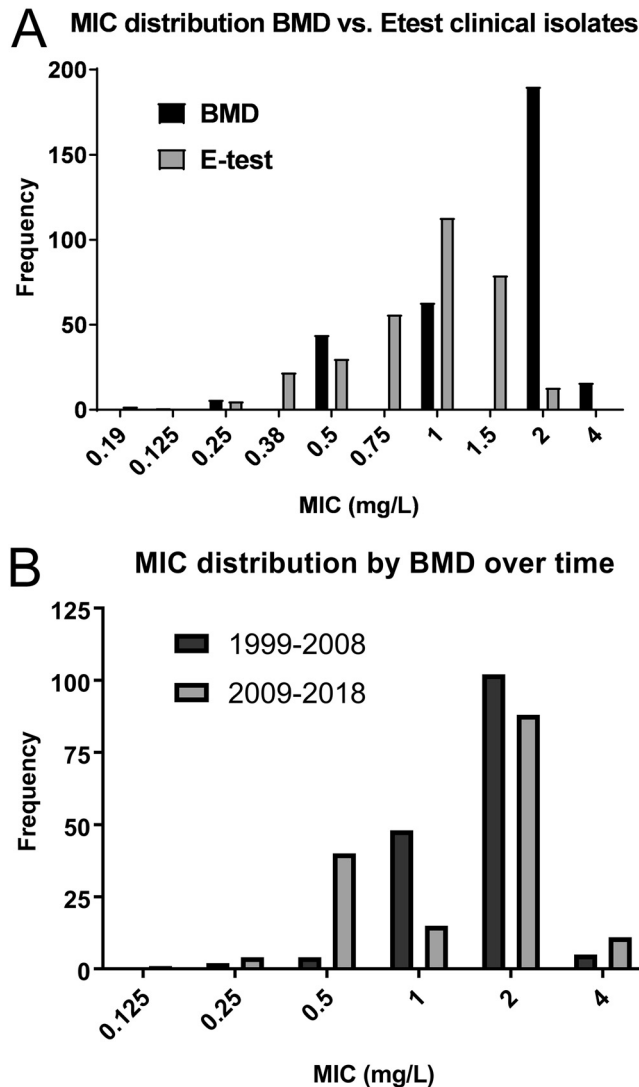 A MIC distribution BMD vs. Etest clinical isolates
200
150
100
50
0
Frequency
BMD
E-test
0.19 0.125 0.25 0.38 0.5 0.75 1 1.5 2 4
MIC (mg/L)
B MIC distribution by BMD over time
125
100
75
50
25
0
Frequency
1999-2008
2009-2018
0.125 0.25 0.5 1 2 4
MIC (mg/L)